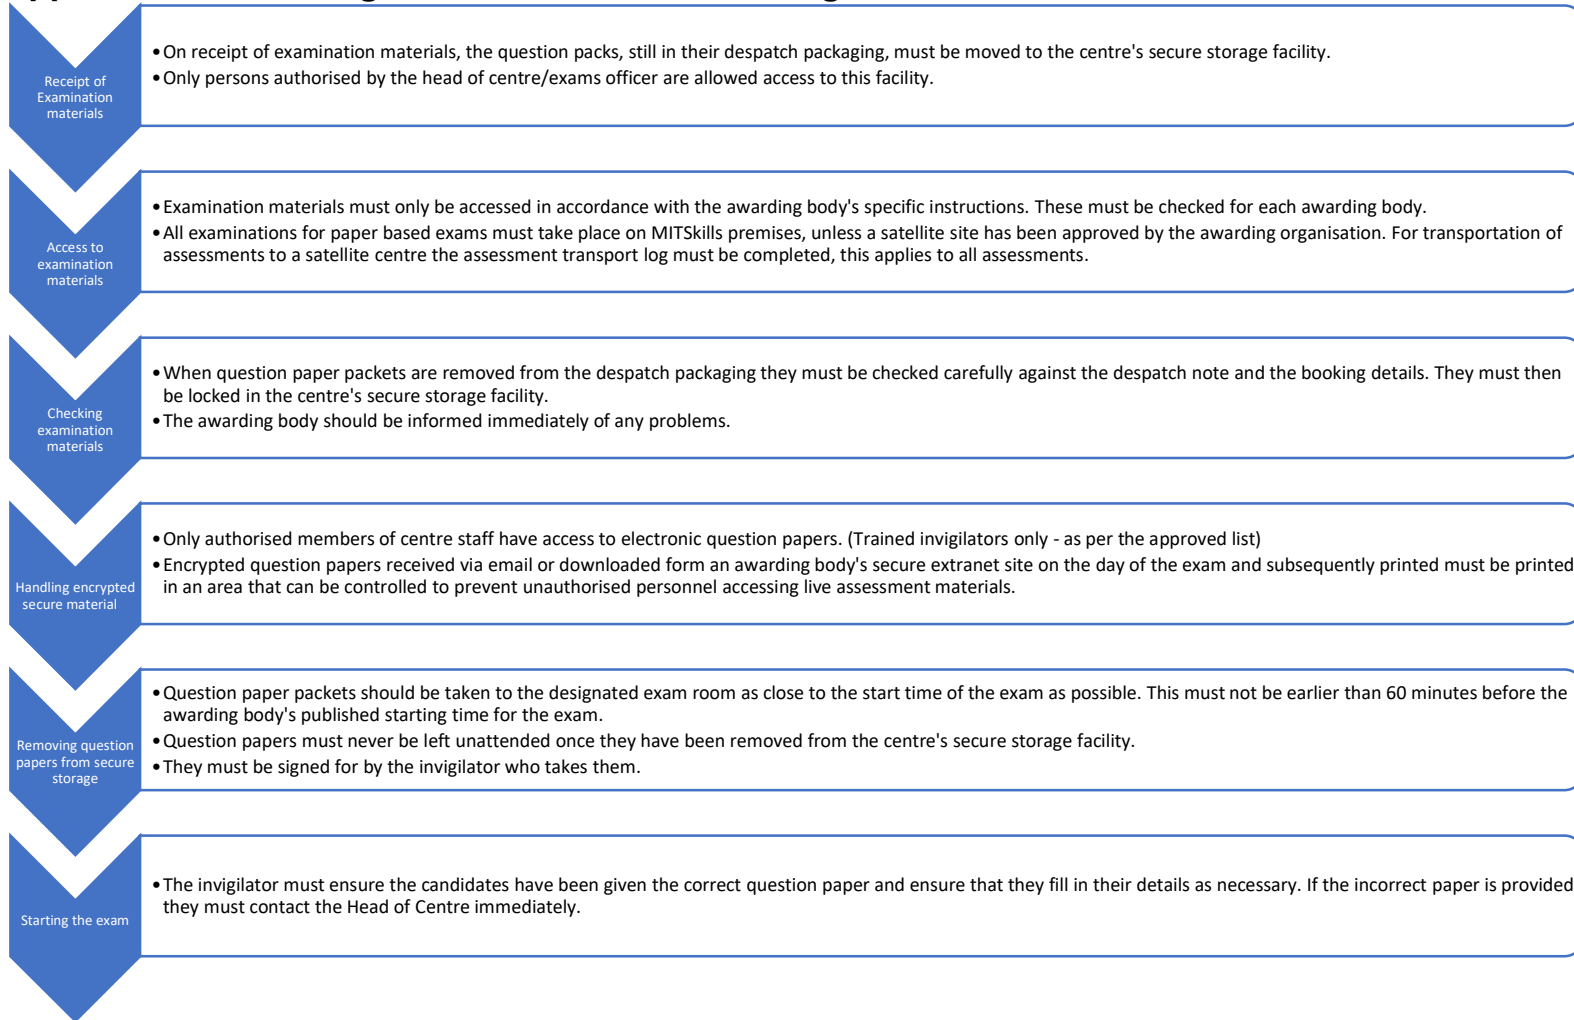 Receipt of
Examination
materials
•On receipt of examination materials, the question packs, still in their despatch packaging, must be moved to the centre's secure storage facility.
•Only persons authorised by the head of centre/exams officer are allowed access to this facility.
Access to
examination
materials
•Examination materials must only be accessed in accordance with the awarding body's specific instructions. These must be checked for each awarding body.
•All examinations for paper based exams must take place on MITSkills premises, unless a satellite site has been approved by the awarding organisation. For transportation of
assessments to a satellite centre the assessment transport log must be completed, this applies to all assessments.
Checking
examination
materials
•When question paper packets are removed from the despatch packaging they must be checked carefully against the despatch note and the booking details. They must then
be locked in the centre's secure storage facility.
•The awarding body should be informed immediately of any problems.
Handling encrypted
secure material
•Only authorised members of centre staff have access to electronic question papers. (Trained invigilators only - as per the approved list)
•Encrypted question papers received via email or downloaded form an awarding body's secure extranet site on the day of the exam and subsequently printed must be printed
in an area that can be controlled to prevent unauthorised personnel accessing live assessment materials.
Removing question
papers from secure
storage
•Question paper packets should be taken to the designated exam room as close to the start time of the exam as possible. This must not be earlier than 60 minutes before the
awarding body's published starting time for the exam.
•Question papers must never be left unattended once they have been removed from the centre's secure storage facility.
•They must be signed for by the invigilator who takes them.
Starting the exam
•The invigilator must ensure the candidates have been given the correct question paper and ensure that they fill in their details as necessary. If the incorrect paper is provided
they must contact the Head of Centre immediately.